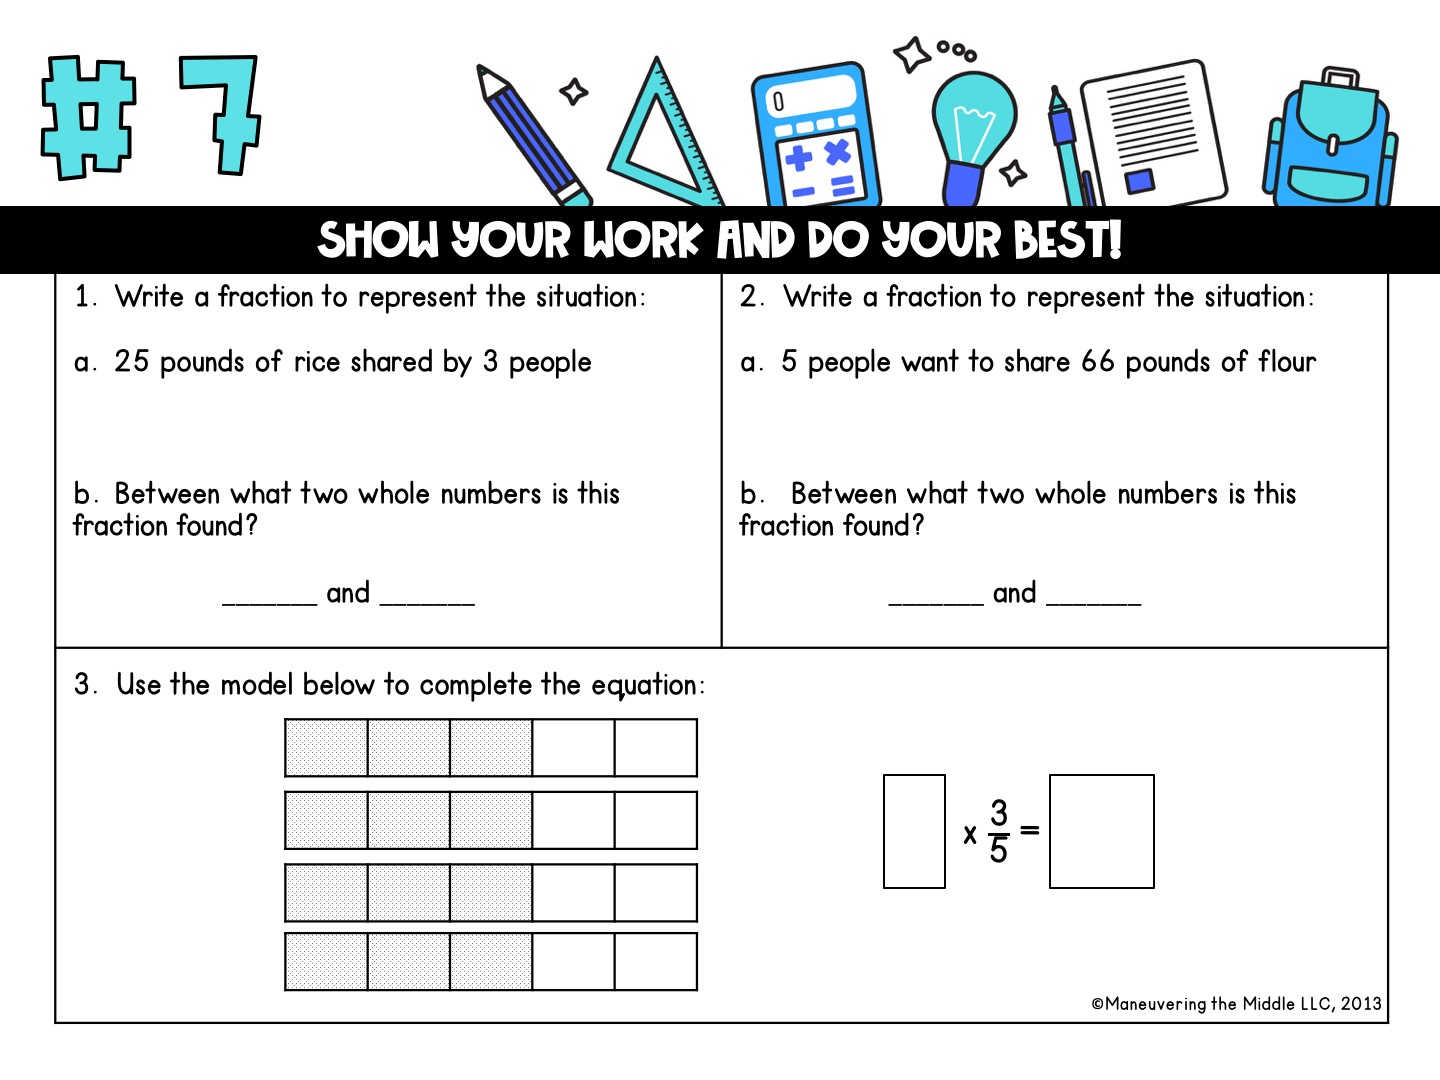 # 7
0
SHOW YOUR WORK AND DO YOUR BEST!
1. Write a fraction to represent the situation:
a. 25 pounds of rice shared by 3 people
b. Between what two whole numbers is this
fraction found?
_______ and _______
2. Write a fraction to represent the situation:
a. 5 people want to share 66 pounds of flour
b. Between what two whole numbers is this
fraction found?
_______ and _______
3. Use the model below to complete the equation:
x 3/5 =
©Maneuvering the Middle LLC, 2013